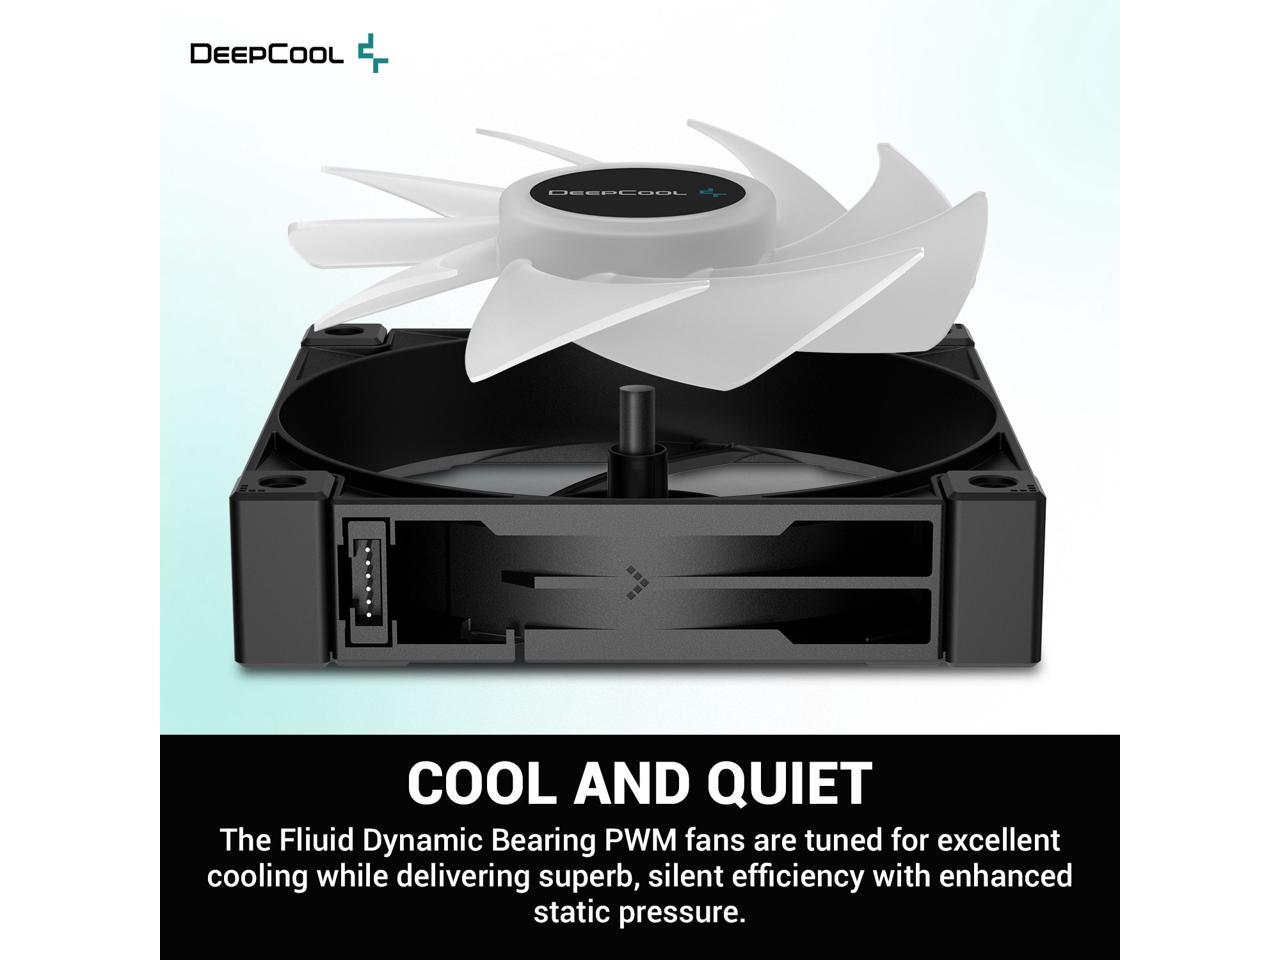 DEEPCOOL
DEEPCOOL
COOL AND QUIET
The Fliuid Dynamic Bearing PWM fans are tuned for excellent
cooling while delivering superb, silent efficiency with enhanced
static pressure.